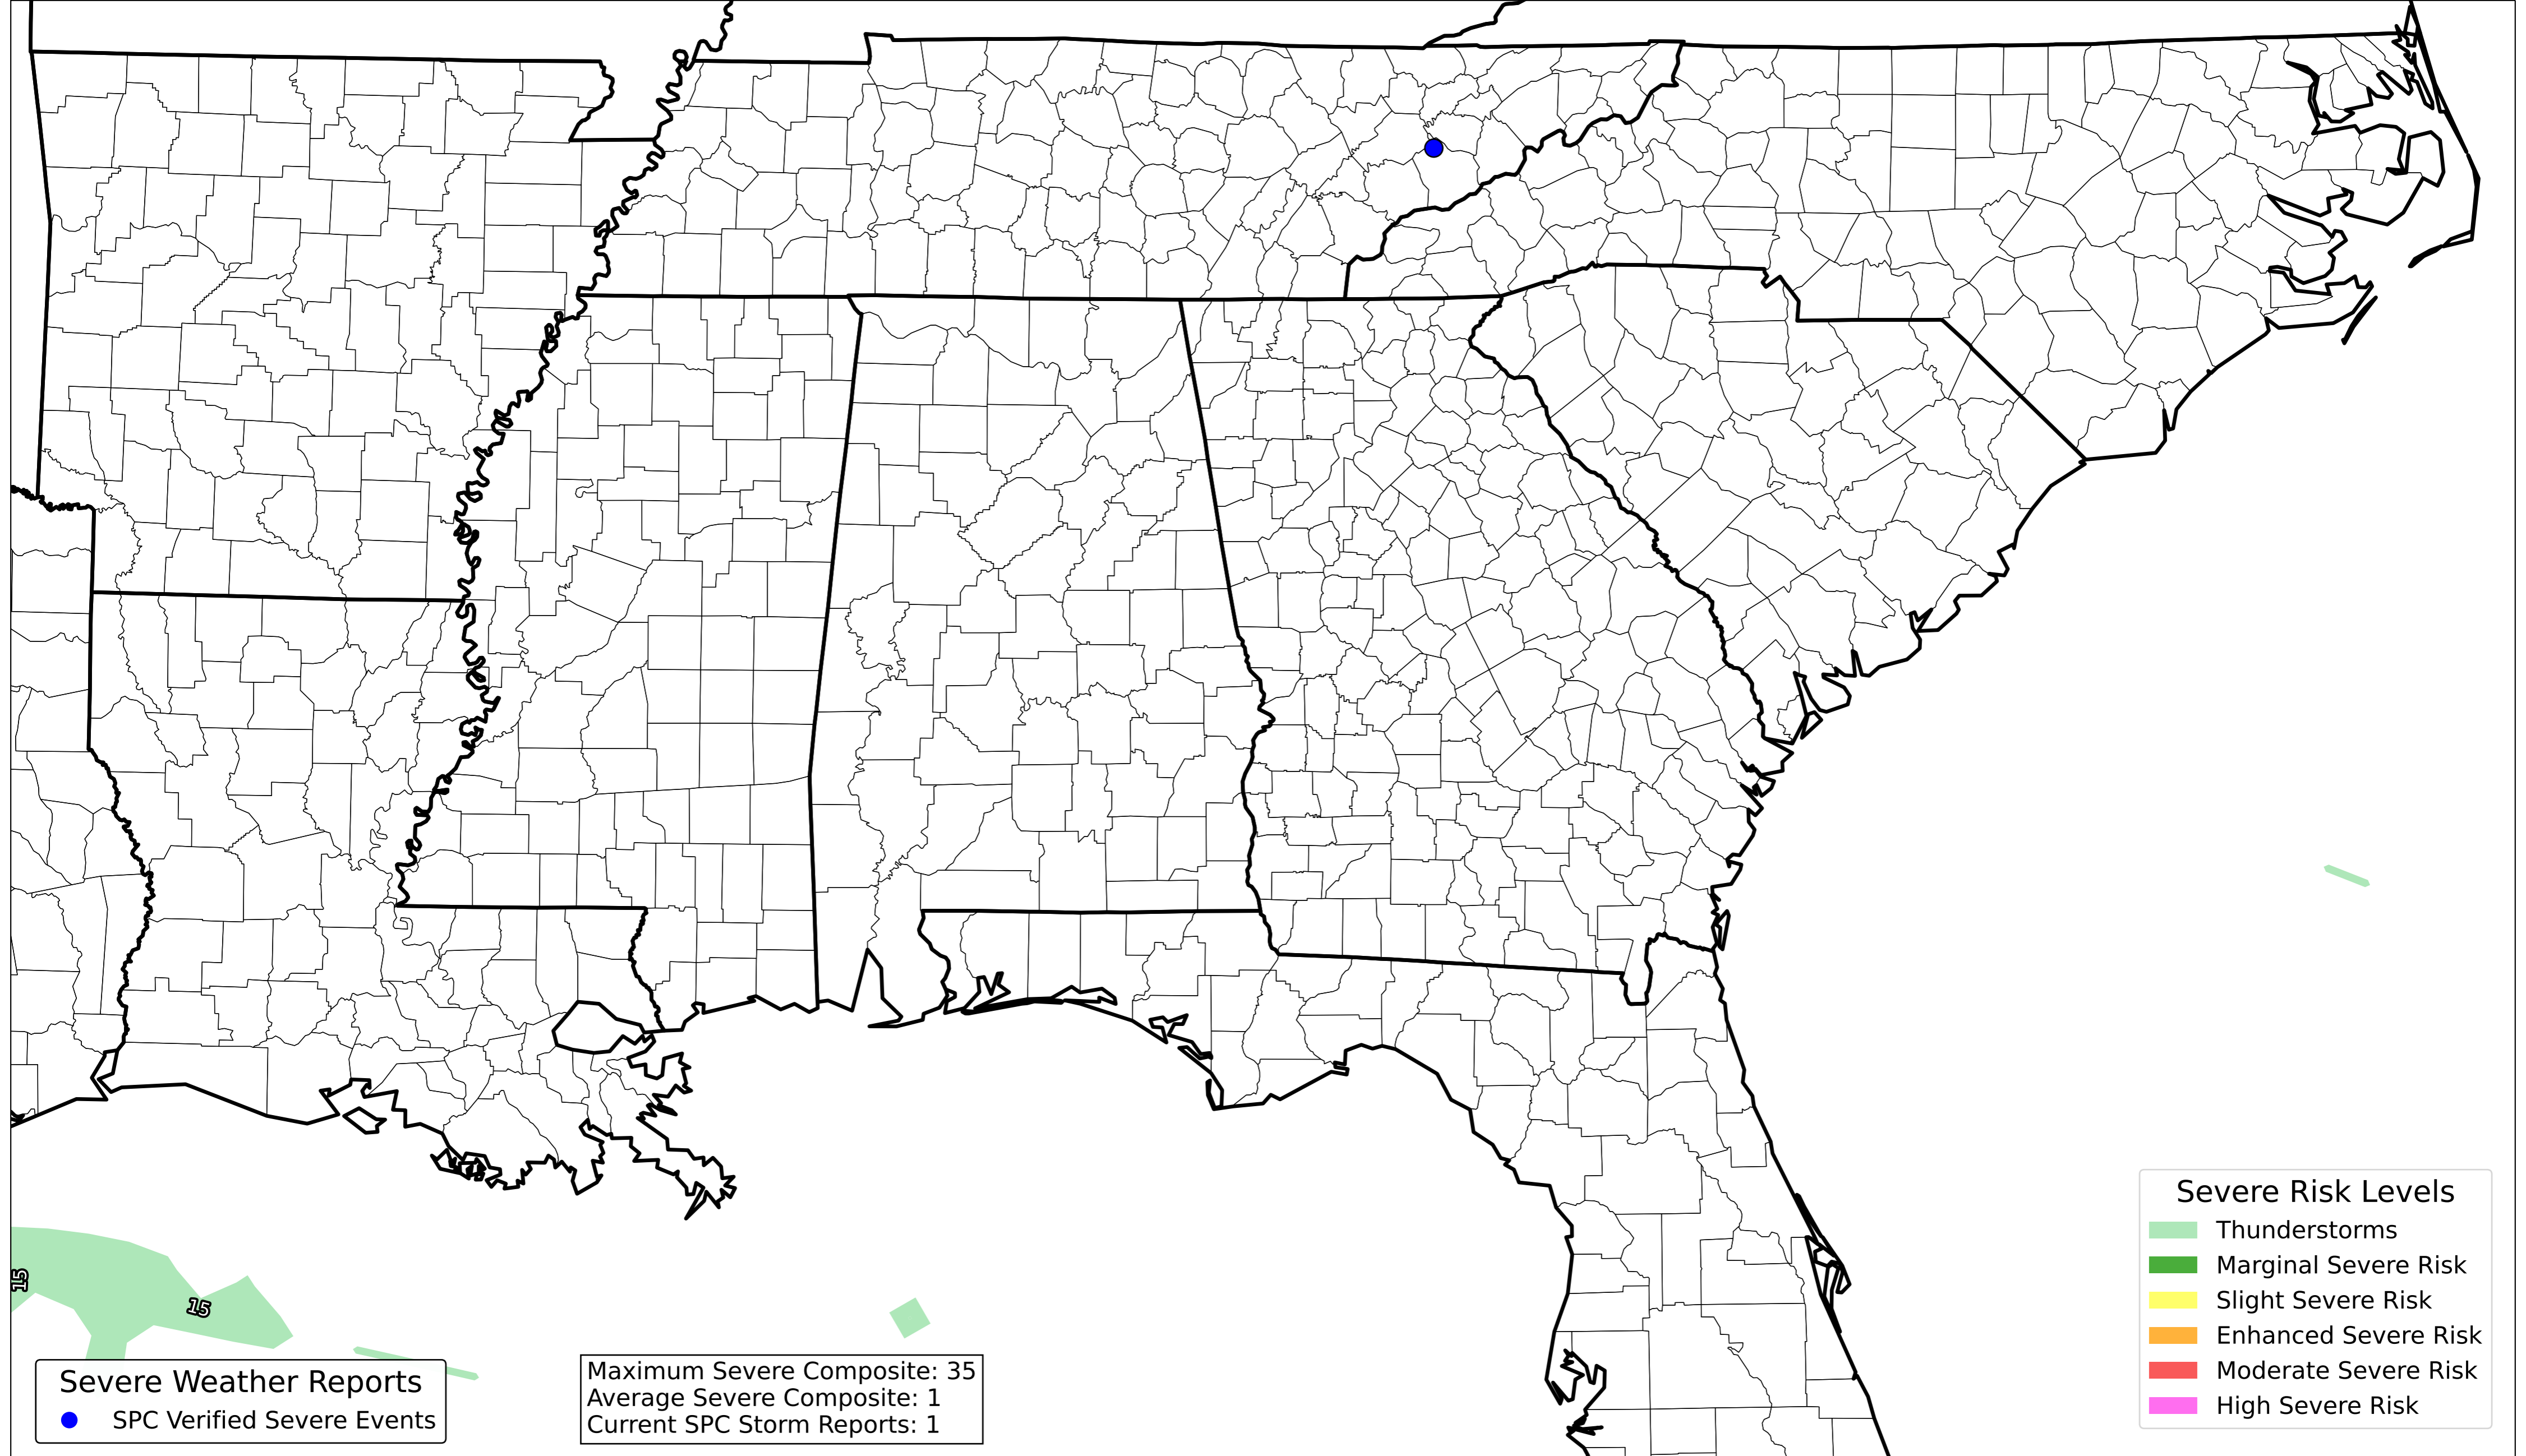 15
15
Severe Weather Reports
SPC Verified Severe Events
Maximum Severe Composite: 35
Average Severe Composite: 1
Current SPC Storm Reports: 1
Severe Risk Levels
Thunderstorms
Marginal Severe Risk
Slight Severe Risk
Enhanced Severe Risk
Moderate Severe Risk
High Severe Risk